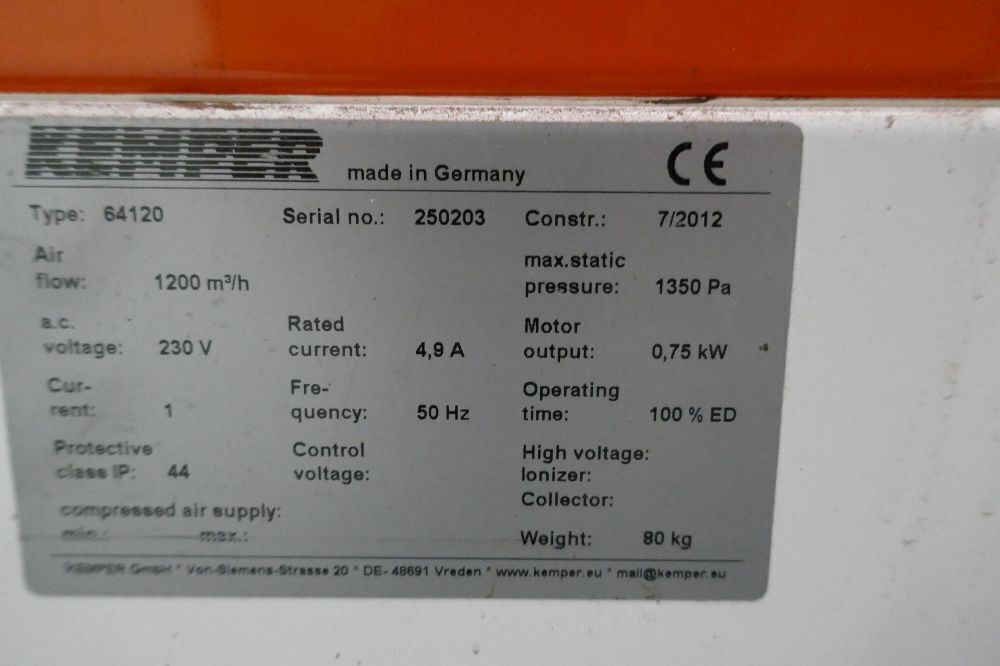 KEMPER made in Germany CE
Type: 64120 Serial no.: 250203 Constr.: 7/2012
Air max.static
flow: 1200 m³/h pressure: 1350 Pa
a.c. Rated Motor
voltage: 230 V current: 4,9 A output: 0,75 kW
Cur- Fre- Operating
rent: 1 quency: 50 Hz time: 100 % ED
Protective Control High voltage:
class IP: 44 voltage: Ionizer:
Collector:
compressed air supply:
min.: max.: Weight: 80 kg
KEMPER GmbH * Von-Siemens-Strasse 20 * DE- 48691 Vreden * www.kemper.eu * mail@kemper.eu